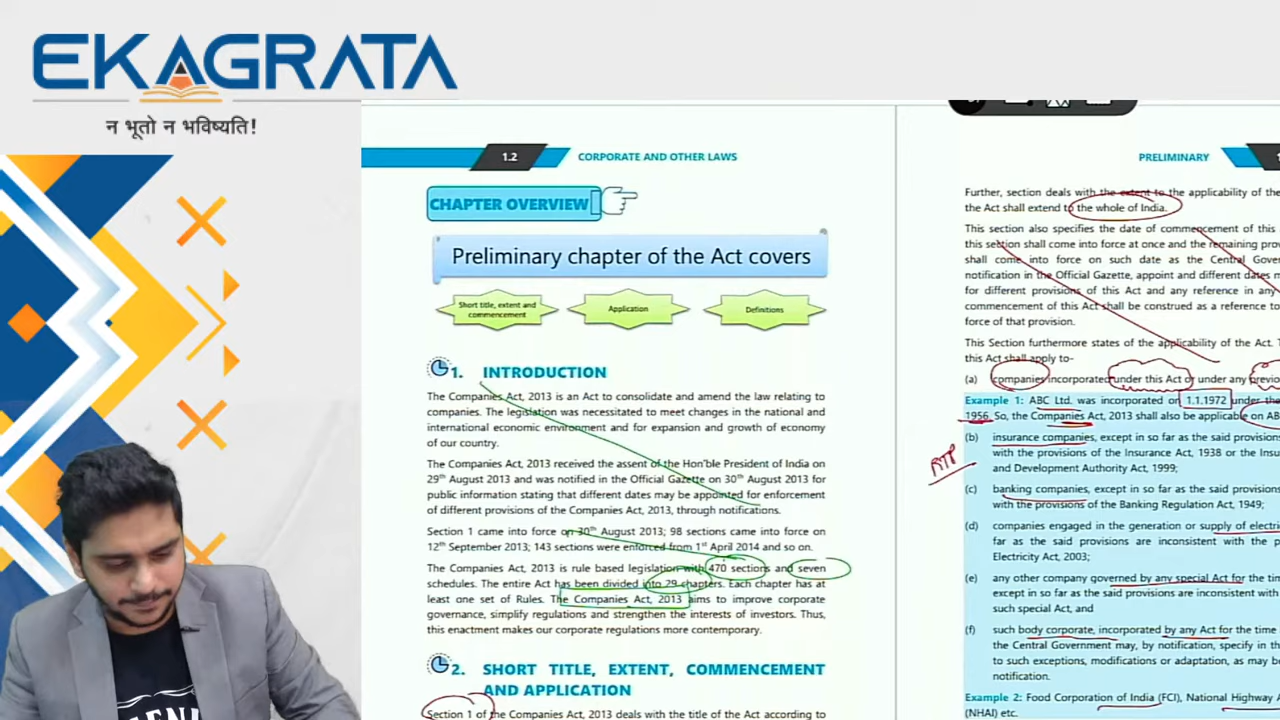 EKAGRATA
न भूतो न भविष्यति!
1.2
CORPORATE AND OTHER LAWS
CHAPTER OVERVIEW
Preliminary chapter of the Act covers
Short title, extent and
commencement
Application
Definitions
1. INTRODUCTION
The Companies Act, 2013 is an Act to consolidate and amend the law relating to
companies. The legislation was necessitated to meet changes in the national and
international economic environment and for expansion and growth of economy
of our country.
The Companies Act, 2013 received the assent of the Hon'ble President of India on
29th August 2013 and was notified in the Official Gazette on 30th August 2013 for
public information stating that different dates may be appointed for enforcement
of different provisions of the Companies Act, 2013, through notifications.
Section 1 came into force on 30th August 2013; 98 sections came into force on
12th September 2013; 143 sections were enforced from 1st April 2014 and so on.
The Companies Act, 2013 is rule based legislation with 470 sections and seven
schedules. The entire Act has been divided into 29 chapters. Each chapter has at
least one set of Rules. The Companies Act, 2013 aims to improve corporate
governance, simplify regulations and strengthen the interests of investors. Thus,
this enactment makes our corporate regulations more contemporary.
2. SHORT TITLE, EXTENT, COMMENCEMENT
AND APPLICATION
Section 1 of the Companies Act, 2013 deals with the title of the Act according to
PRELIMINARY
Further, section deals with the extent to the applicability of the
the Act shall extend to the whole of India.
This section also specifies the date of commencement of this
this section shall come into force at once and the remaining
shall come into force on such date as the Central
notification in the Official Gazette, appoint and different dates
for different provisions of this Act and any reference in any
commencement of this Act shall be construed as a reference to
force of that provision.
This Section furthermore states of the applicability of the Act.
this Act shall apply to-
(a) companies incorporated under this Act or under any
Example 1: ABC Ltd. was incorporated on 1.1.1972 under
1956. So, the Companies Act, 2013 shall also be applicable on
(b) insurance companies, except in so far as the said
with the provisions of the Insurance Act, 1938 or the
and Development Authority Act, 1999;
(c) banking companies, except in so far as the said
with the provisions of the Banking Regulation Act, 1949;
(d) companies engaged in the generation or supply of
far as the said provisions are inconsistent with the
Electricity Act, 2003;
(e) any other company governed by any special Act for the
except in so far as the said provisions are inconsistent with
such special Act, and
(f) such body corporate, incorporated by any Act for the time
the Central Government may, by notification, specify in
to such exceptions, modifications or adaptation, as may be
notification.
Example 2: Food Corporation of India (FCI), National Highway
(NHAI) etc.